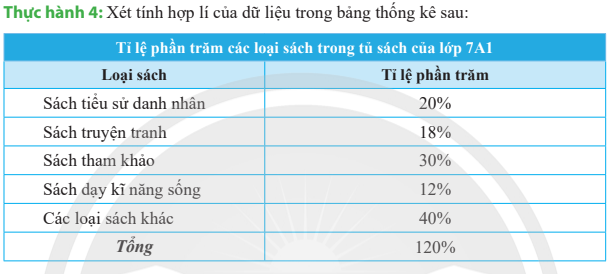 Thực hành 4: Xét tính hợp lí của dữ liệu trong bảng thống kê sau:
Tỉ lệ phần trăm các loại sách trong tủ sách của lớp 7A1
Loại sách Tỉ lệ phần trăm
Sách tiểu sử danh nhân 20%
Sách truyện tranh 18%
Sách tham khảo 30%
Sách dạy kĩ năng sống 12%
Các loại sách khác 40%
Tổng 120%